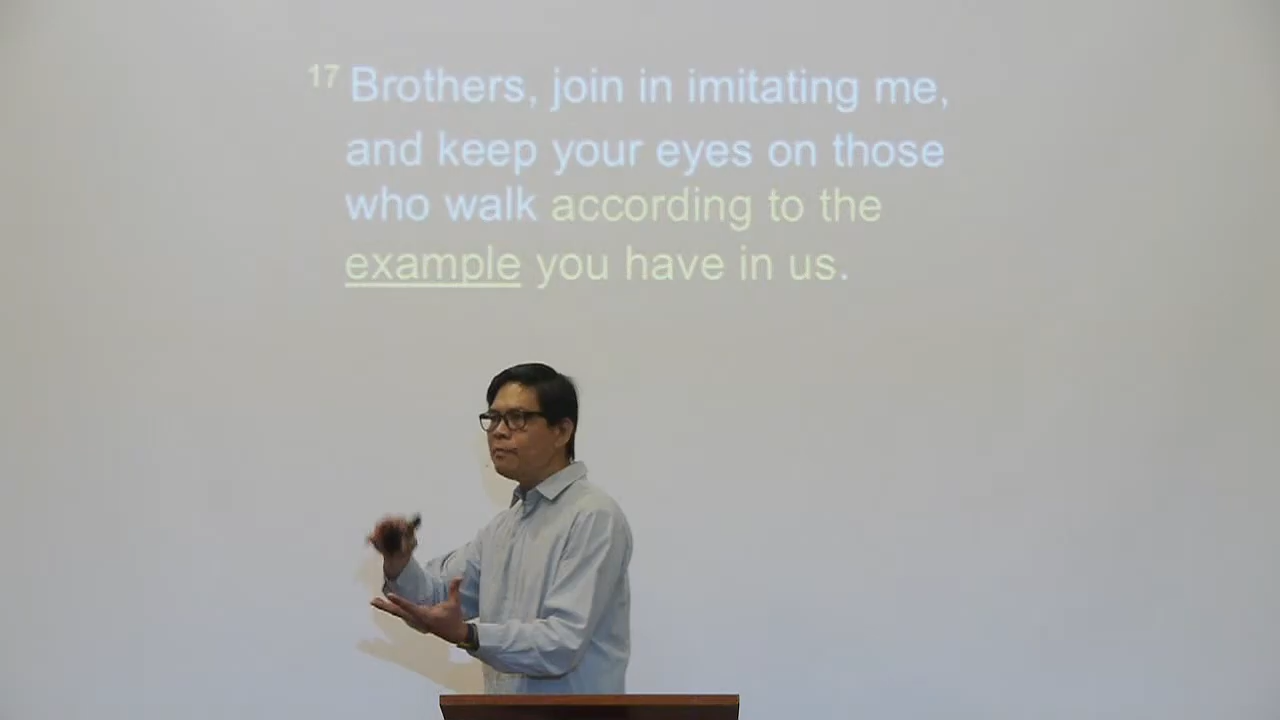 17 Brothers, join in imitating me,
and keep your eyes on those
who walk according to the
example you have in us.